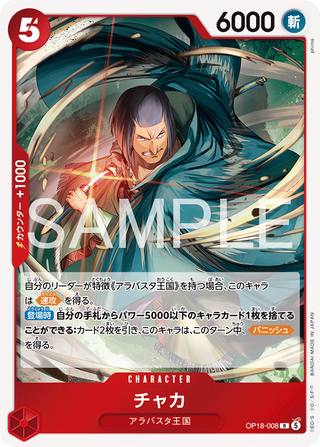 5
6000
斬
phima
SAMPLE
カウンター +1000
自分のリーダーが特徴《アラバスタ王国》を持つ場合、このキャラ
は 速攻 を得る。
登場時 自分の手札からパワー5000以下のキャラカード1枚を捨てる
ことができる:カード2枚を引き、このキャラは、このターン中、 バニッシュ
を得る。
CHARACTER
チャカ
アラバスタ王国
OP18-008 R 5
©E.O/S ©E.O./S.・F・T
BANDAI MADE IN JAPAN